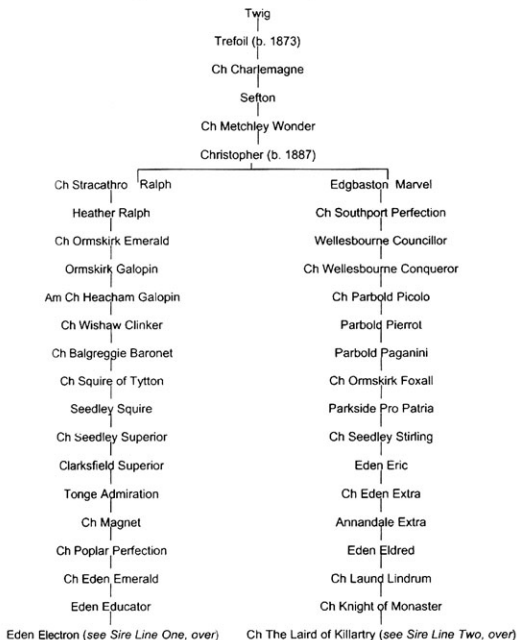 Twig
Trefoil (b. 1873)
Ch Charlemagne
Sefton
Ch Metchley Wonder
Christopher (b. 1887)
Ch Stracathro Ralph
Edgbaston Marvel
Heather Ralph
Ch Southport Perfection
Ch Ormskirk Emerald
Wellesbourne Councillor
Ormskirk Galopin
Ch Wellesbourne Conqueror
Am Ch Heacham Galopin
Ch Parbold Picolo
Ch Wishaw Clinker
Parbold Pierrot
Ch Balgreggie Baronet
Parbold Paganini
Ch Squire of Tytton
Ch Ormskirk Foxall
Seedley Squire
Parkside Pro Patria
Ch Seedley Superior
Ch Seedley Stirling
Clarksfield Superior
Eden Eric
Tonge Admiration
Ch Eden Extra
Ch Magnet
Annandale Extra
Ch Poplar Perfection
Eden Eldred
Ch Eden Emerald
Ch Laund Lindrum
Eden Educator
Ch Knight of Monaster
Eden Electron (see Sire Line One, over)
Ch The Laird of Killartry (see Sire Line Two, over)